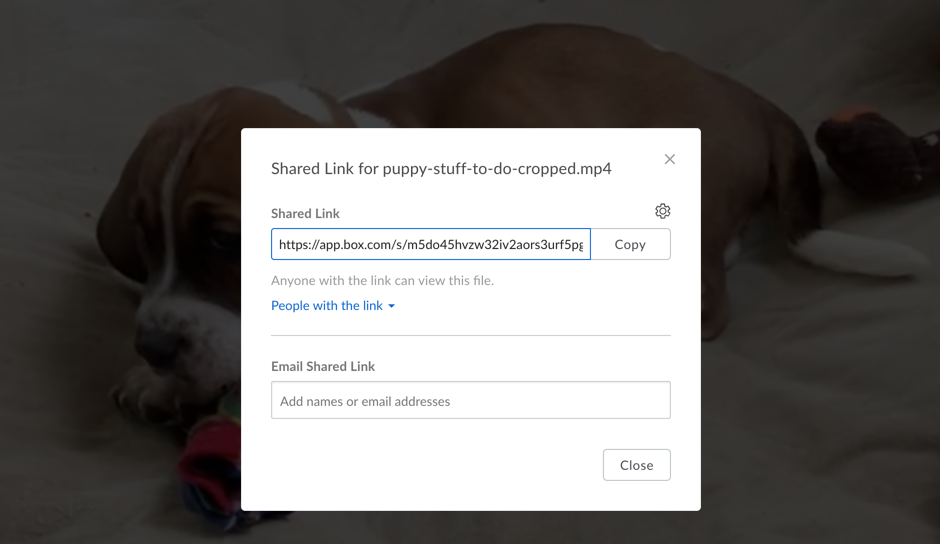 Shared Link for puppy-stuff-to-do-cropped.mp4
Shared Link
https://app.box.com/s/m5do45hvzw32iv2aors3urf5pg
Copy
Anyone with the link can view this file.
People with the link
Email Shared Link
Add names or email addresses
Close